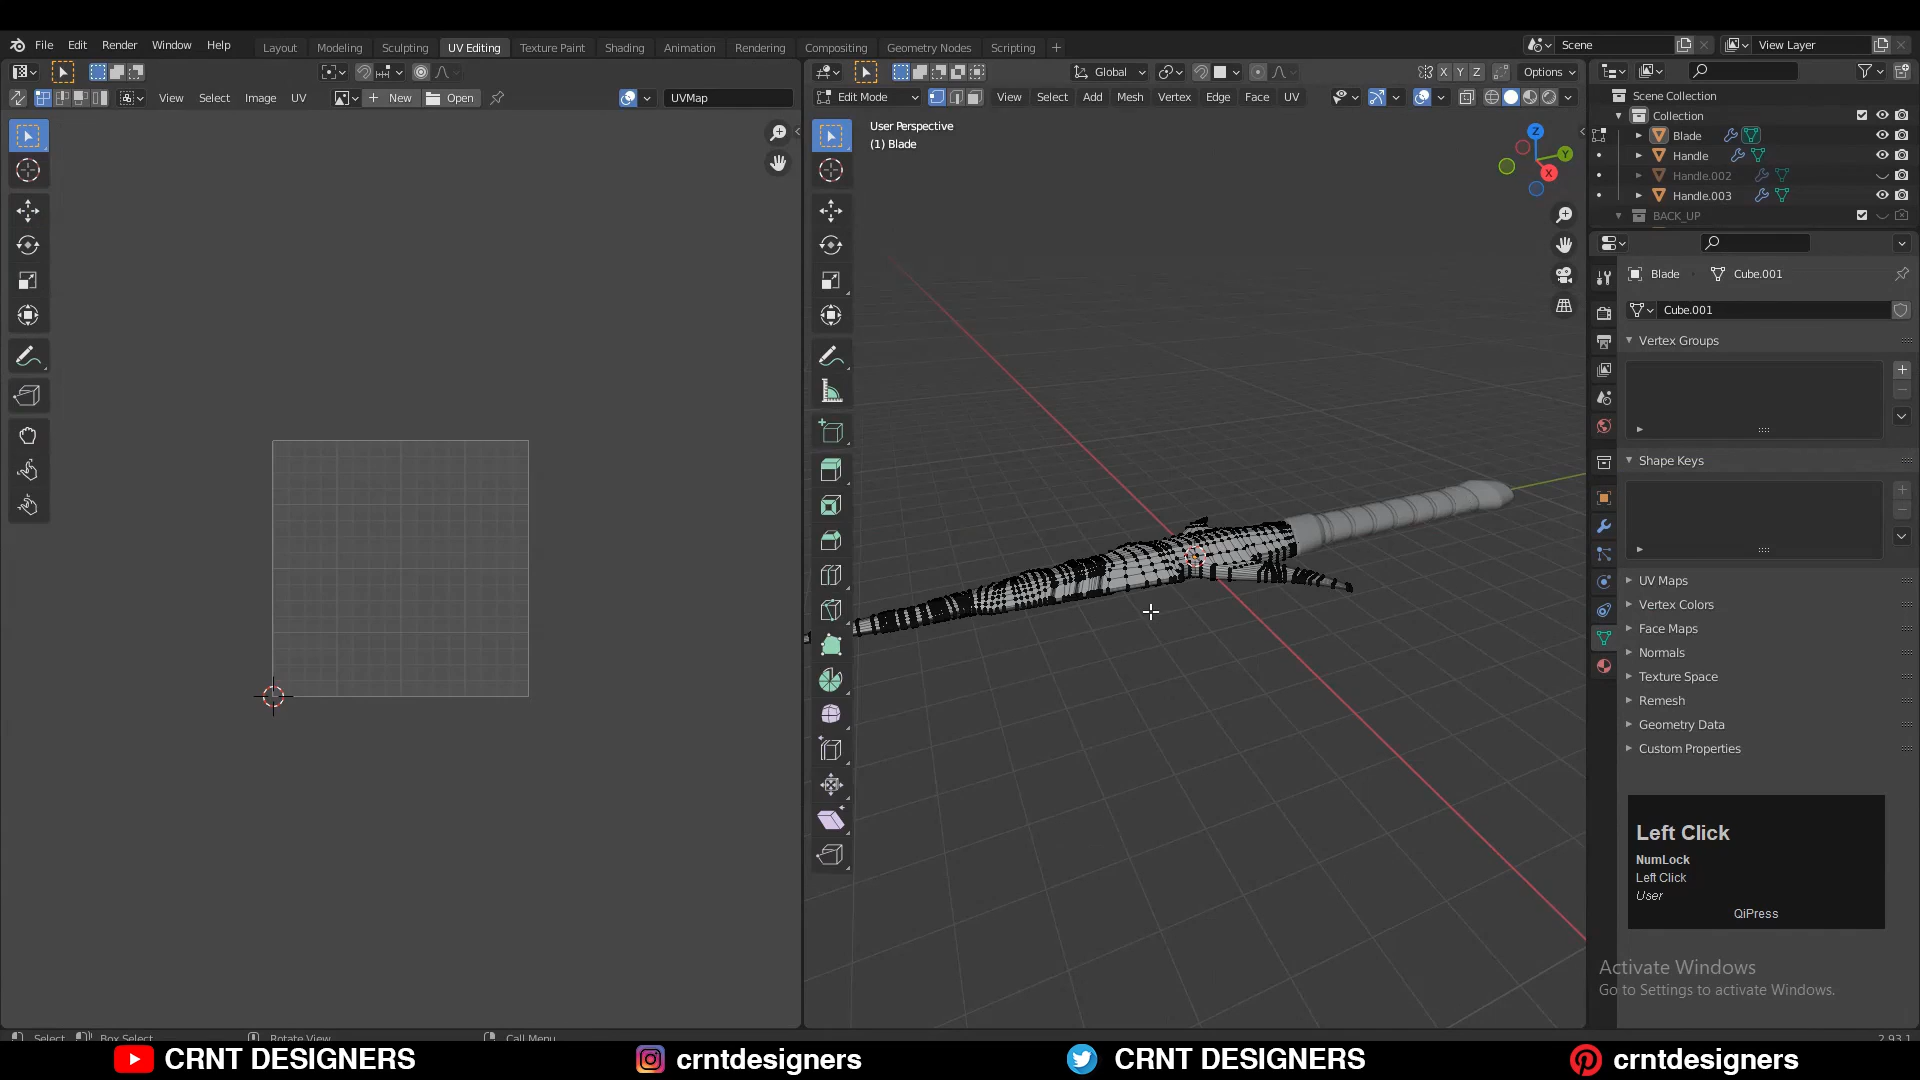 File Edit Render Window Help Layout Modeling Sculpting UV Editing Texture Paint Shading Animation Rendering Compositing Geometry Nodes Scripting + Scene View Layer
Global X Y Z Options
View Select Image UV + New Open UVMap
Edit Mode View Select Add Mesh Vertex Edge Face UV
User Perspective
(1) Blade
Z
Y
X
Scene Collection
Collection
Blade
Handle
Handle.002
Handle.003
BACK_UP
Blade Cube.001
Cube.001
Vertex Groups
Shape Keys
UV Maps
Vertex Colors
Face Maps
Normals
Texture Space
Remesh
Geometry Data
Custom Properties
Left Click
NumLock
Left Click
User
QiPress
Activate Windows
Go to Settings to activate Windows.
Select Box Select Rotate View Call Menu 2.93.1
CRNT DESIGNERS crntdesigners CRNT DESIGNERS crntdesigners